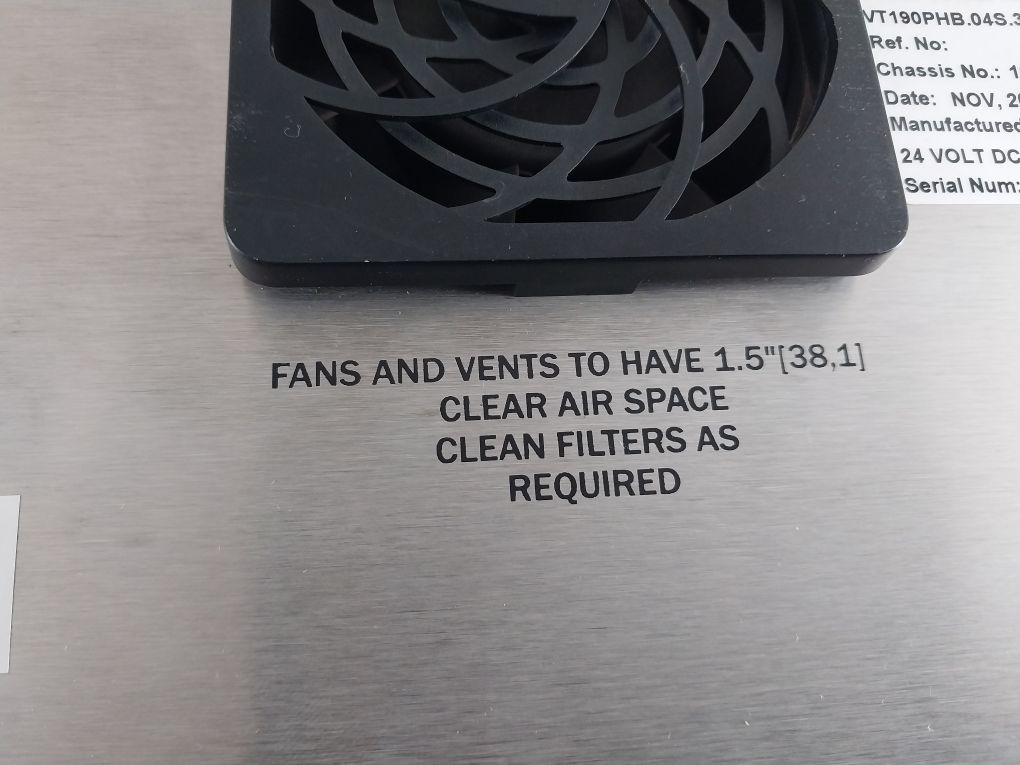 VT190PHB.04S.3
Ref. No:
Chassis No.: 1
Date: NOV, 20
Manufactured
24 VOLT DC
Serial Num:
FANS AND VENTS TO HAVE 1.5"[38,1]
CLEAR AIR SPACE
CLEAN FILTERS AS
REQUIRED